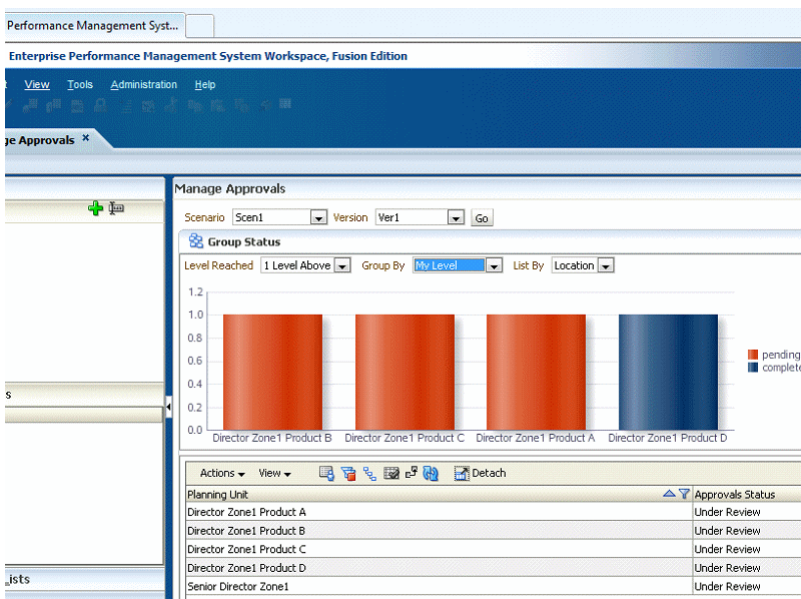 Performance Management Syst...
Enterprise Performance Management System Workspace, Fusion Edition
t View Tools Administration Help
ge Approvals ×
Manage Approvals
Scenario Scen1 Version Ver1 Go
Group Status
Level Reached 1 Level Above Group By My Level List By Location
1.2
1.0
0.8
0.6
0.4
0.2
0.0
pending
complete
Director Zone1 Product B Director Zone1 Product C Director Zone1 Product A Director Zone1 Product D
s
Actions View Detach
Planning Unit Approvals Status
Director Zone1 Product A Under Review
Director Zone1 Product B Under Review
Director Zone1 Product C Under Review
Director Zone1 Product D Under Review
Senior Director Zone1 Under Review
Lists